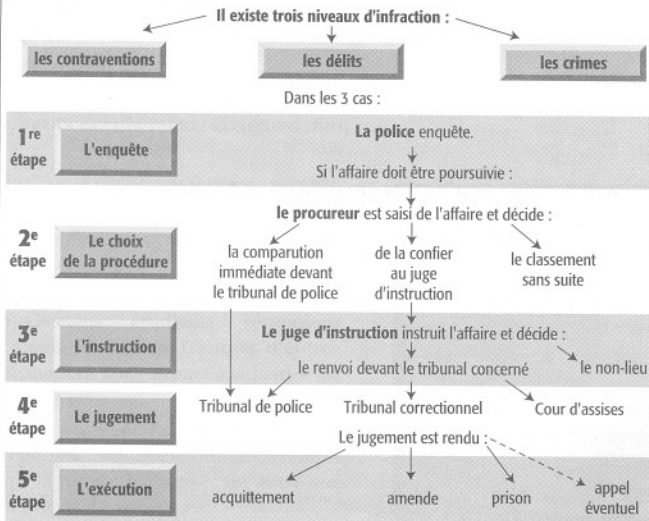 Il existe trois niveaux d'infraction :
les contraventions
les délits
les crimes
Dans les 3 cas :
1re
étape
L'enquête
La police enquête.
Si l'affaire doit être poursuivie :
2e
étape
Le choix
de la procédure
le procureur est saisi de l'affaire et décide :
la comparution
immédiate devant
le tribunal de police
de la confier
au juge
d'instruction
le classement
sans suite
3e
étape
L'instruction
Le juge d'instruction instruit l'affaire et décide :
le renvoi devant le tribunal concerné
le non-lieu
4e
étape
Le jugement
Tribunal de police
Tribunal correctionnel
Cour d'assises
Le jugement est rendu :
5e
étape
L'exécution
acquittement
amende
prison
appel
éventuel